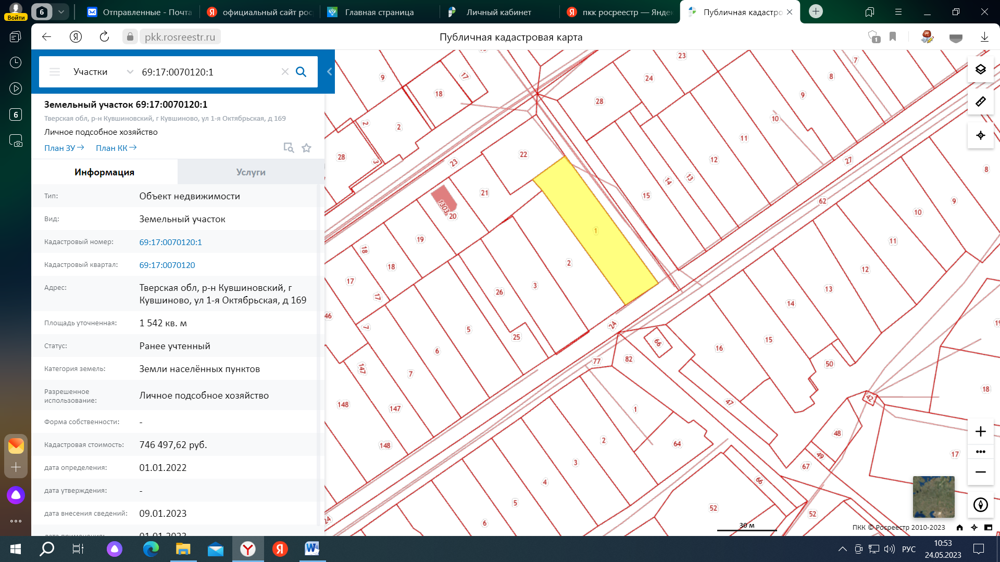 Войти
6
Отправленные - Почта
официальный сайт рос
Главная страница
Личный кабинет
пкк росреестр — Яндек
Публичная кадастро
pkk.rosreestr.ru
Публичная кадастровая карта
1
6
Участки
69:17:0070120:1
Земельный участок 69:17:0070120:1
Тверская обл, р-н Кувшиновский, г Кувшиново, ул 1-я Октябрьская, д 169
Личное подсобное хозяйство
План ЗУ
План КК
Информация
Услуги
Тип:
Объект недвижимости
Вид:
Земельный участок
Кадастровый номер:
69:17:0070120:1
Кадастровый квартал:
69:17:0070120
Адрес:
Тверская обл, р-н Кувшиновский, г
Кувшиново, ул 1-я Октябрьская, д 169
Площадь уточненная:
1 542 кв. м
Статус:
Ранее учтенный
Категория земель:
Земли населённых пунктов
Разрешенное
использование:
Личное подсобное хозяйство
Форма собственности:
-
Кадастровая стоимость:
746 497,62 руб.
дата определения:
01.01.2022
дата утверждения:
-
дата внесения сведений:
09.01.2023
дата применения:
01.01.2023
23
7
9
17
24
8
18
28
9
2
2
10
11
28
3
22
23
12
27
8
14
13
21
15
62
9
1303
20
10
1
19
11
18
2
12
18
17
3
26
13
17
14
46
7
5
24
19
25
66
15
6
16
77
82
50
147
7
18
42
148
147
47
1
48
2
64
148
17
49
3
67
4
66
5
52
52
24
6
30 м
ПКК © Росреестр 2010-2023
РУС
10:53
24.05.2023